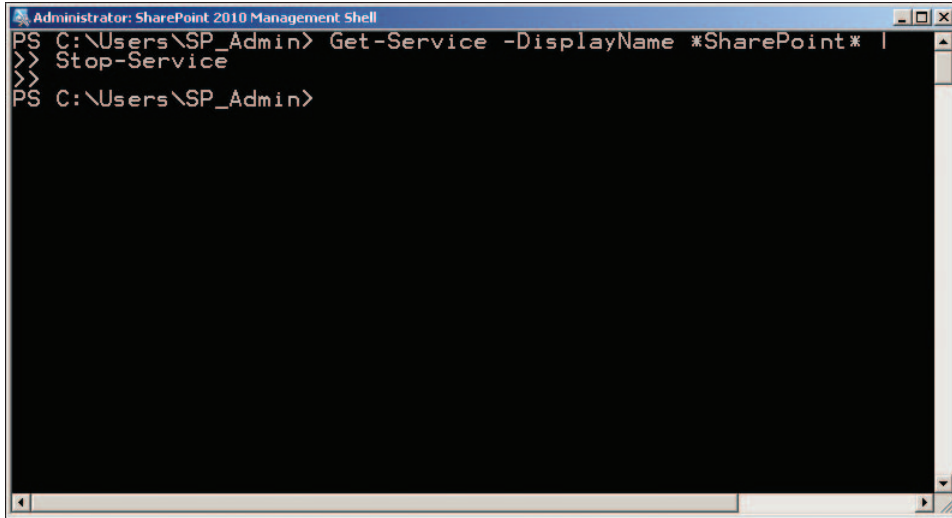 Administrator: SharePoint 2010 Management Shell
PS C:\Users\SP_Admin> Get-Service -DisplayName *SharePoint* |
>> Stop-Service
>>
PS C:\Users\SP_Admin>